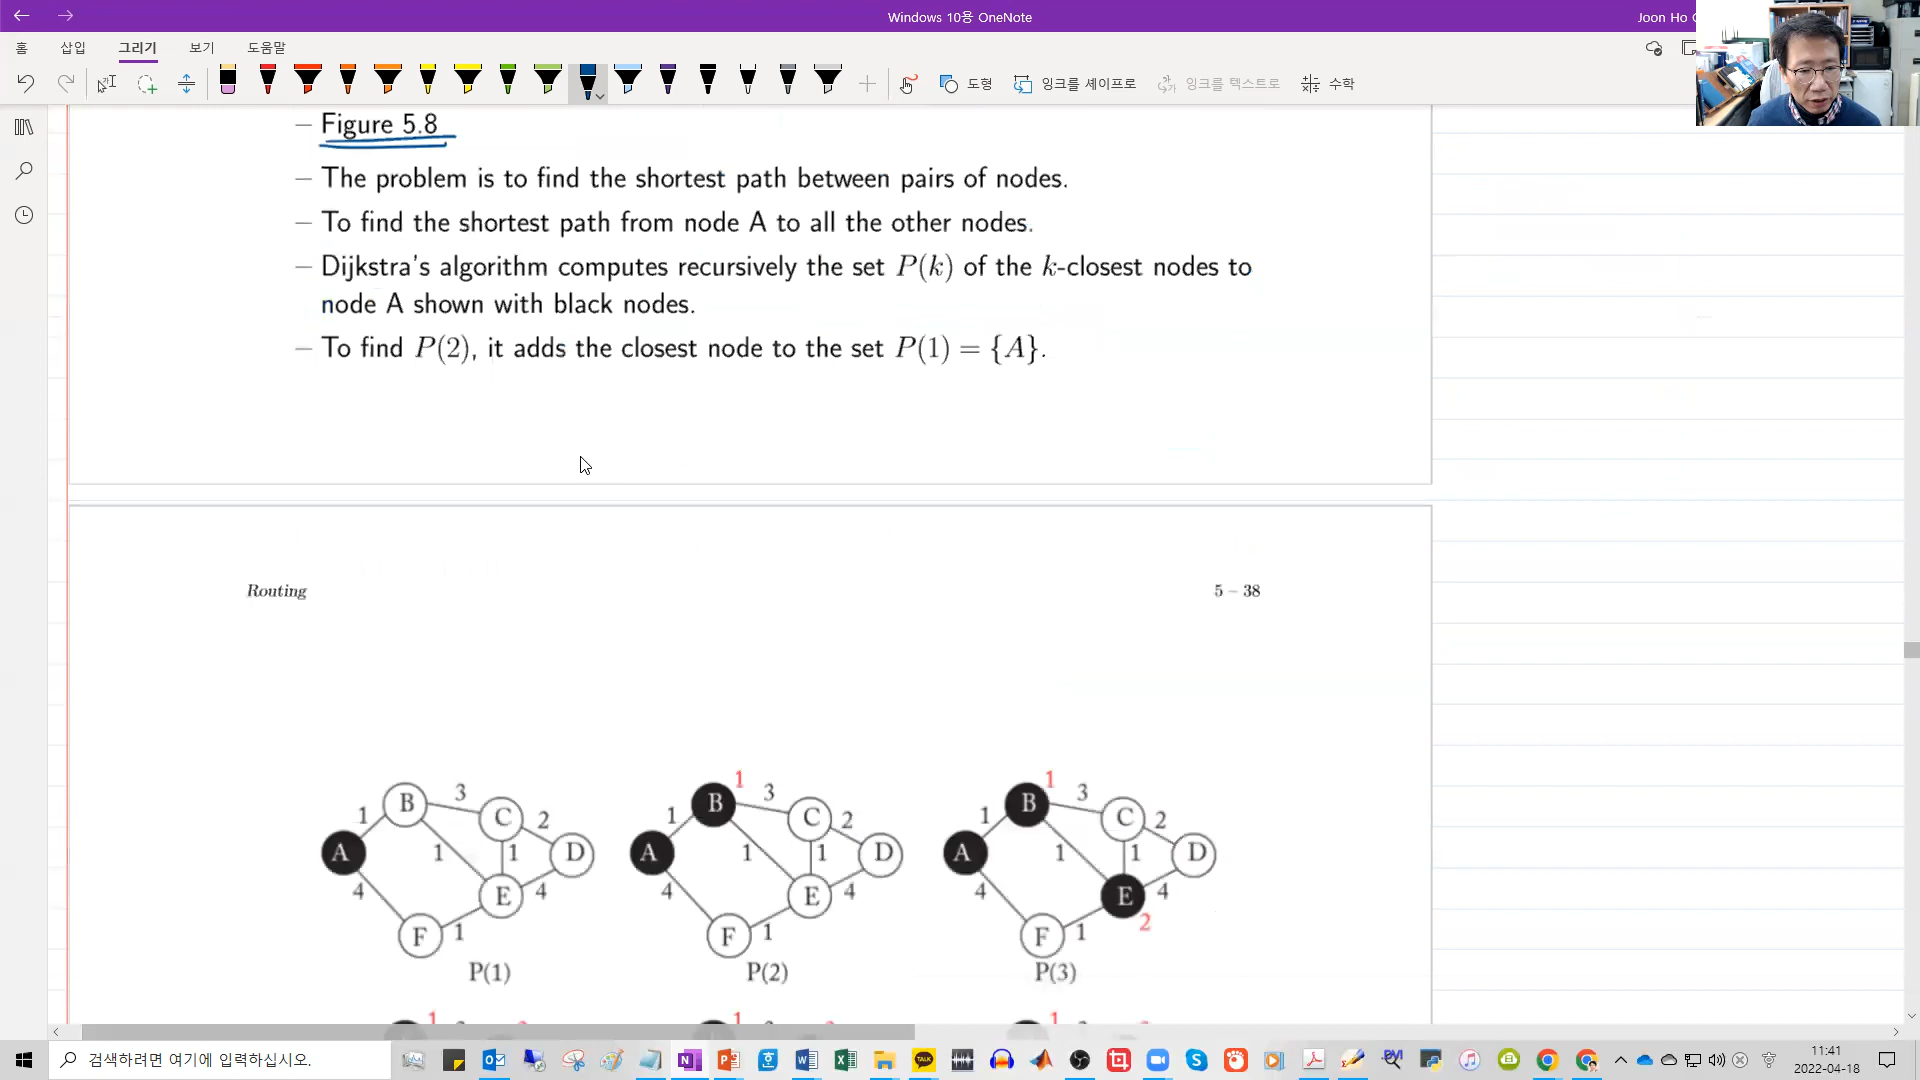 Windows 10용 OneNote
Joon Ho
홈 삽입 그리기 보기 도움말
도형 잉크를 셰이프로 잉크를 텍스트로 수학
– Figure 5.8
– The problem is to find the shortest path between pairs of nodes.
– To find the shortest path from node A to all the other nodes.
– Dijkstra's algorithm computes recursively the set P(k) of the k-closest nodes to
node A shown with black nodes.
– To find P(2), it adds the closest node to the set P(1) = {A}.
Routing 5 – 38
A B C D E F 1 3 2 1 1 4 4 1
P(1)
A B C D E F 1 1 3 2 1 1 4 4 1
P(2)
A B C D E F 1 1 3 2 1 1 4 4 1 2
P(3)
검색하려면 여기에 입력하십시오.
11:41
2022-04-18